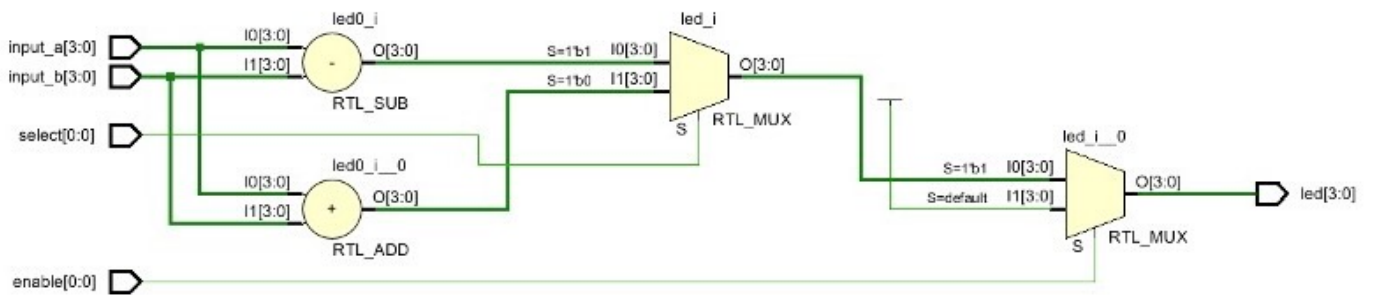 led0_i
led_i
input_a[3:0]
I0[3:0]
O[3:0]
S=1'b1
I0[3:0]
O[3:0]
input_b[3:0]
I1[3:0]
-
S=1'b0
I1[3:0]
RTL_SUB
S
RTL_MUX
select[0:0]
led_i__0
led0_i__0
S=1'b1
I0[3:0]
O[3:0]
I0[3:0]
O[3:0]
S=default
I1[3:0]
led[3:0]
I1[3:0]
+
RTL_ADD
S
RTL_MUX
enable[0:0]